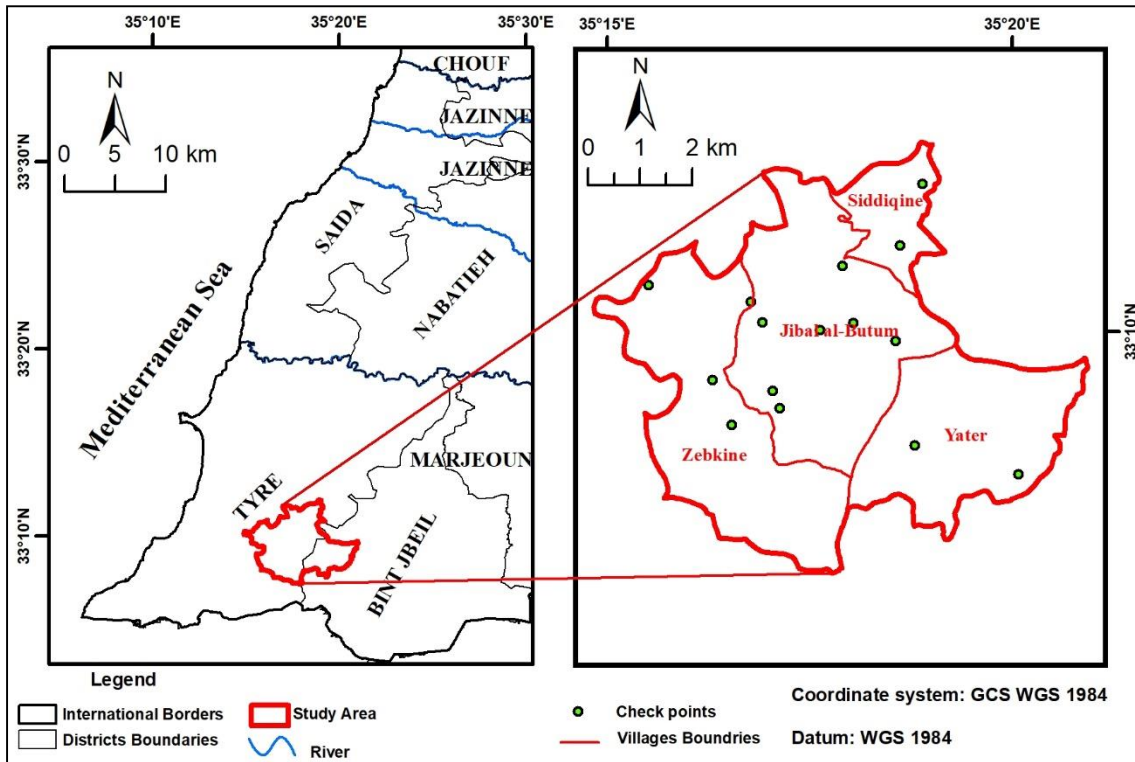 35°10'E
35°20'E
35°30'E
33°30'N
33°20'N
33°10'N
N
0 5 10 km
CHOUF
JAZINNE
JAZINNE
SAIDA
NABATIEH
Mediterranean Sea
MARJEOUN
TYRE
BINT JBEIL
35°15'E
35°20'E
33°10'N
N
0 1 2 km
Siddiqine
Jibal al-Butum
Zebkine
Yater
Legend
International Borders
Districts Boundaries
Study Area
River
Check points
Villages Boundries
Coordinate system: GCS WGS 1984
Datum: WGS 1984